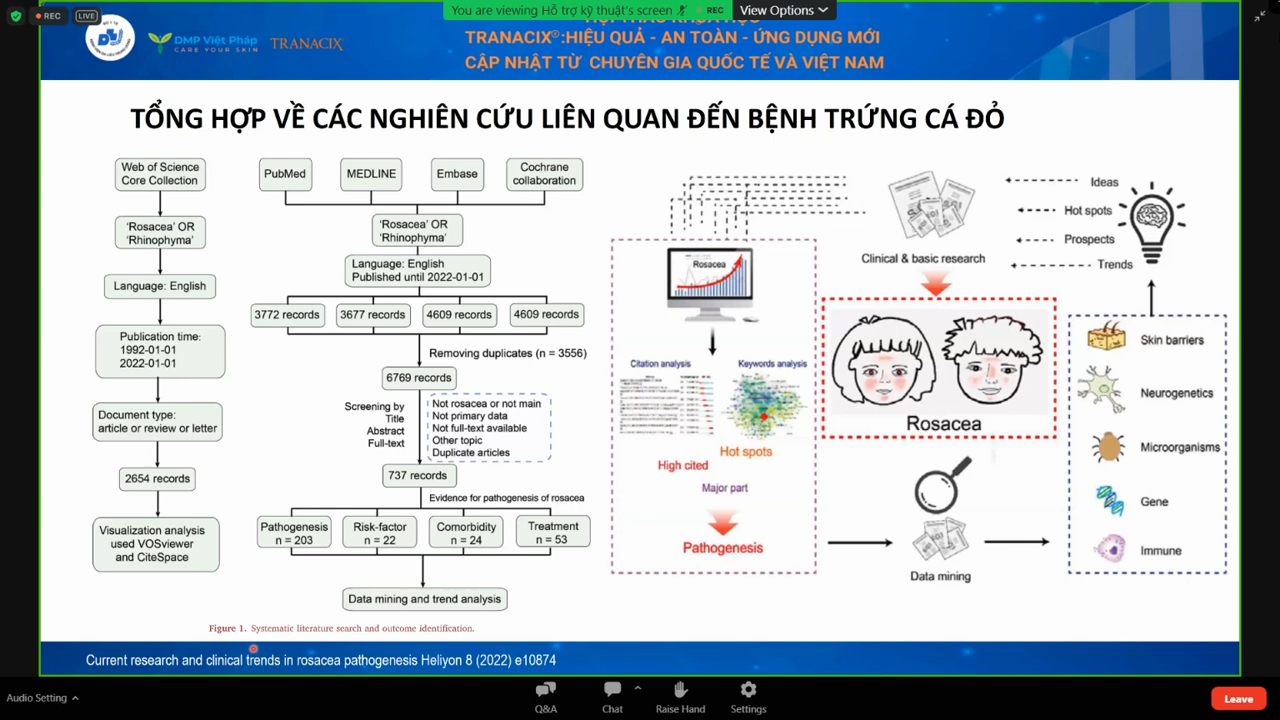 REC
LIVE
You are viewing Hỗ trợ kỹ thuật's screen
REC
View Options
DMP Việt Pháp
CARE YOUR SKIN
TRANACIX
HỘI THẢO KHOA HỌC
TRANACIX®:HIỆU QUẢ - AN TOÀN - ỨNG DỤNG MỚI
CẬP NHẬT TỪ CHUYÊN GIA QUỐC TẾ VÀ VIỆT NAM
TỔNG HỢP VỀ CÁC NGHIÊN CỨU LIÊN QUAN ĐẾN BỆNH TRỨNG CÁ ĐỎ
Web of Science
Core Collection
'Rosacea' OR
'Rhinophyma'
Language: English
Publication time:
1992-01-01
2022-01-01
Document type:
article or review or letter
2654 records
Visualization analysis
used VOSviewer
and CiteSpace
PubMed
MEDLINE
Embase
Cochrane
collaboration
'Rosacea' OR
'Rhinophyma'
Language: English
Published until 2022-01-01
3772 records
3677 records
4609 records
4609 records
Removing duplicates (n = 3556)
6769 records
Screening by
Title
Abstract
Full-text
Not rosacea or not main
Not primary data
Not full-text available
Other topic
Duplicate articles
737 records
Evidence for pathogenesis of rosacea
Pathogenesis
n = 203
Risk-factor
n = 22
Comorbidity
n = 24
Treatment
n = 53
Data mining and trend analysis
Figure 1. Systematic literature search and outcome identification.
Rosacea
Citation analysis
Keywords analysis
Hot spots
High cited
Major part
Pathogenesis
Clinical & basic research
Rosacea
Data mining
Ideas
Hot spots
Prospects
Trends
Skin barriers
Neurogenetics
Microorganisms
Gene
Immune
Current research and clinical trends in rosacea pathogenesis Heliyon 8 (2022) e10874
Audio Setting
Q&A
Chat
Raise Hand
Settings
Leave